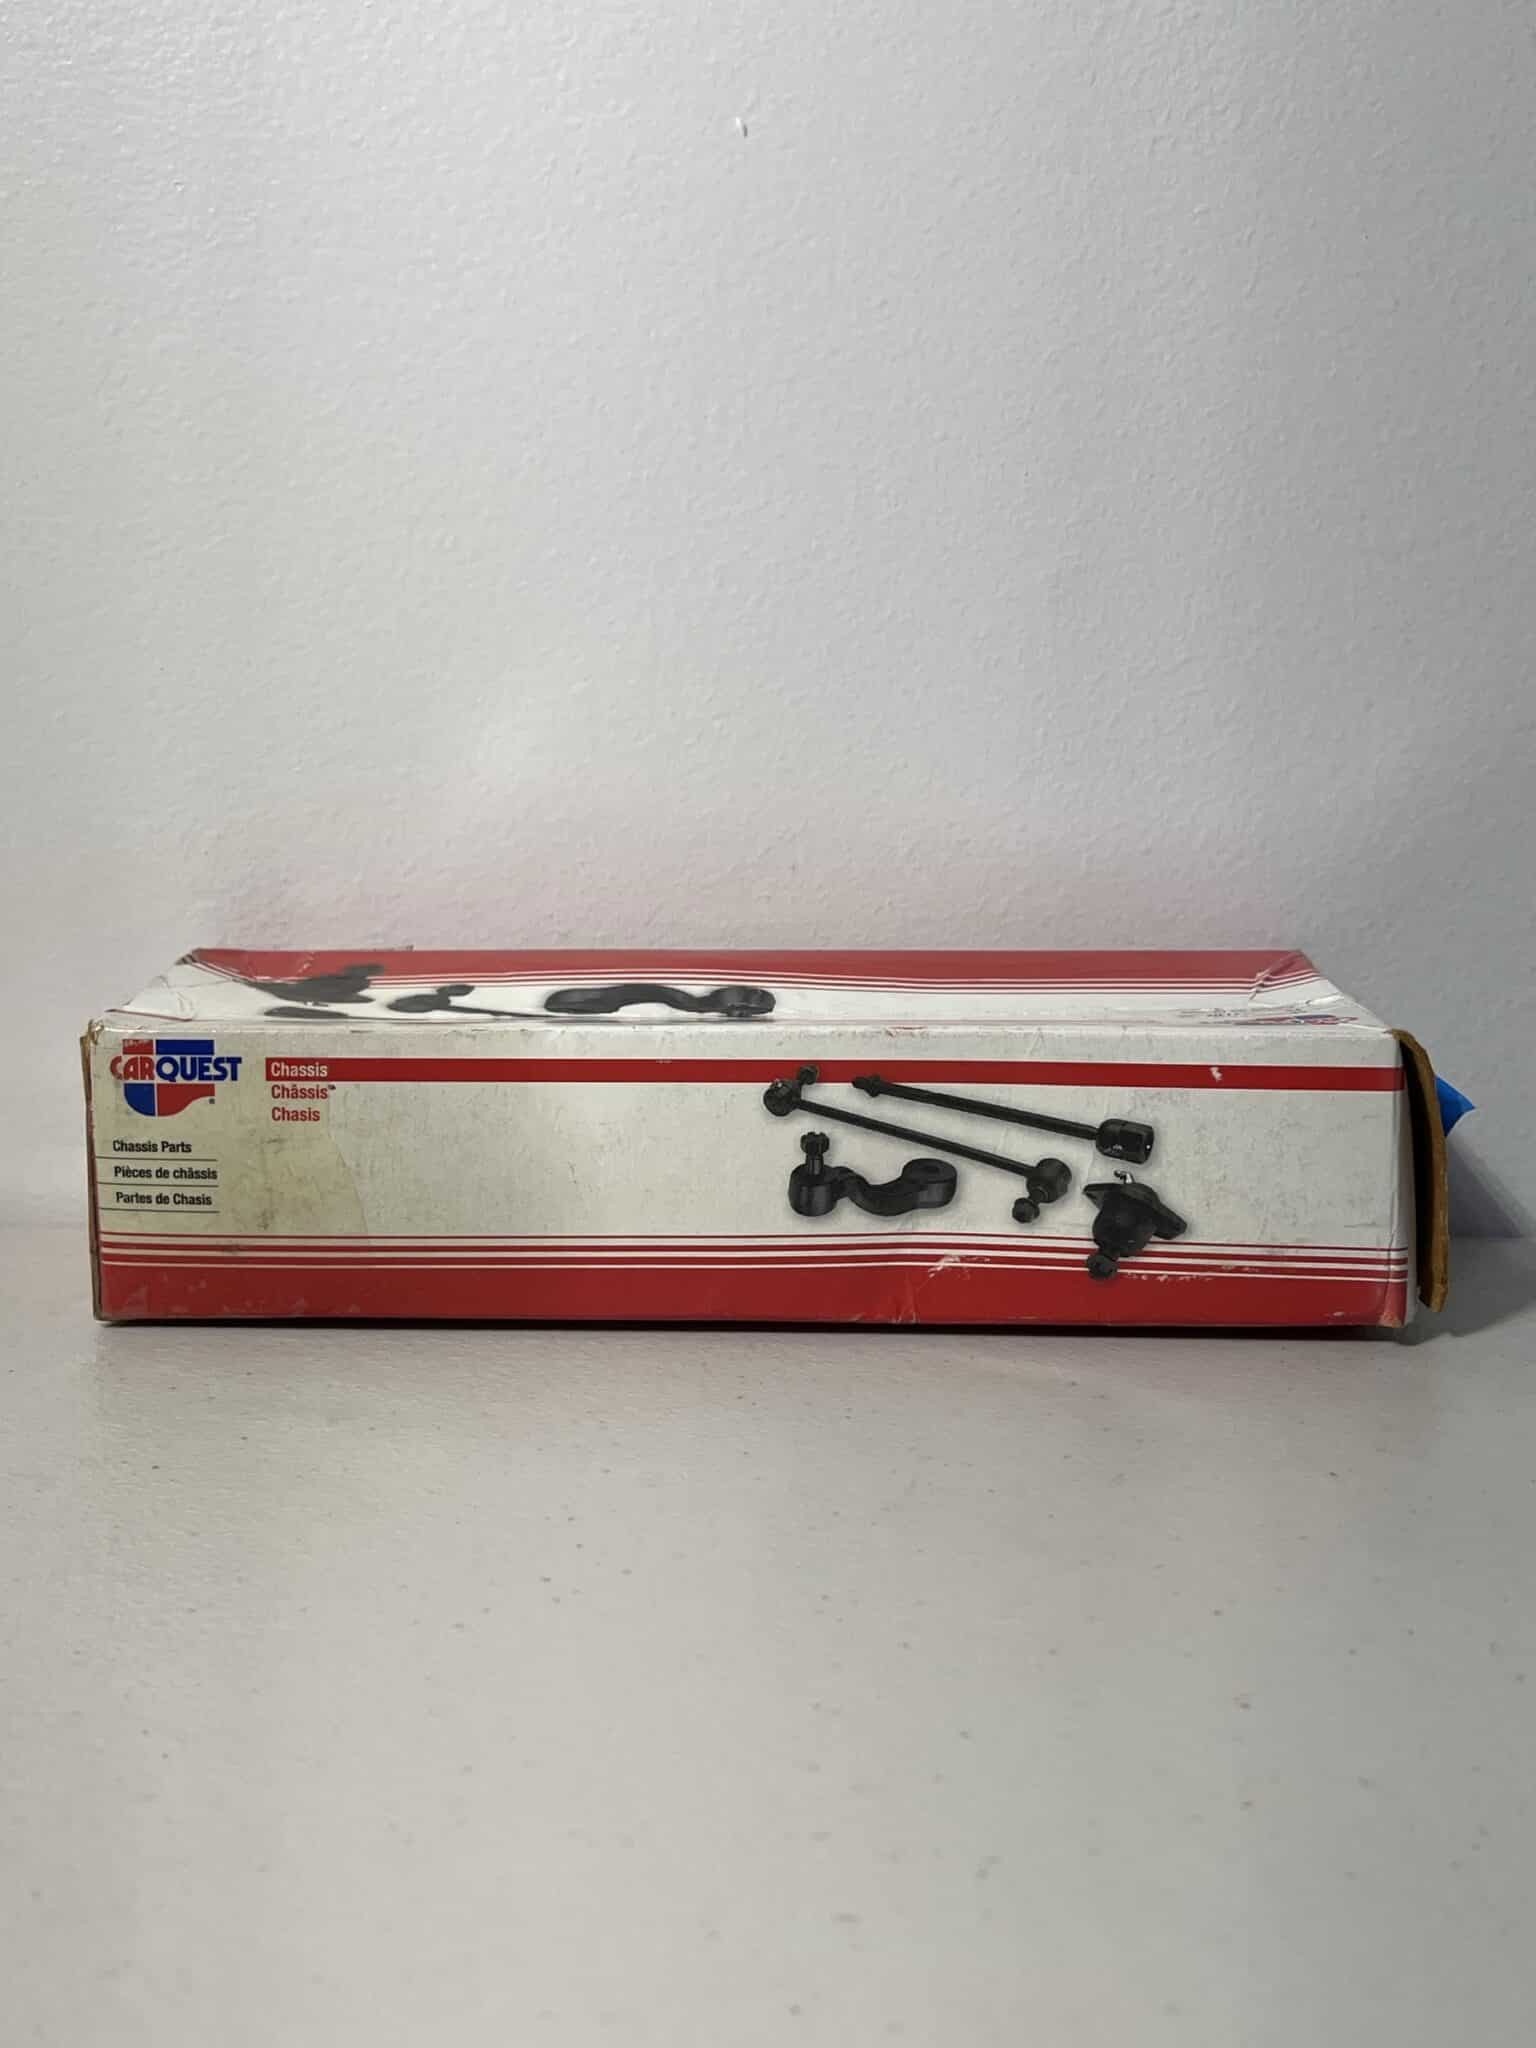 CARQUEST
®
Chassis
Châssis
Chasis
Chassis Parts
Pièces de châssis
Partes de Chasis